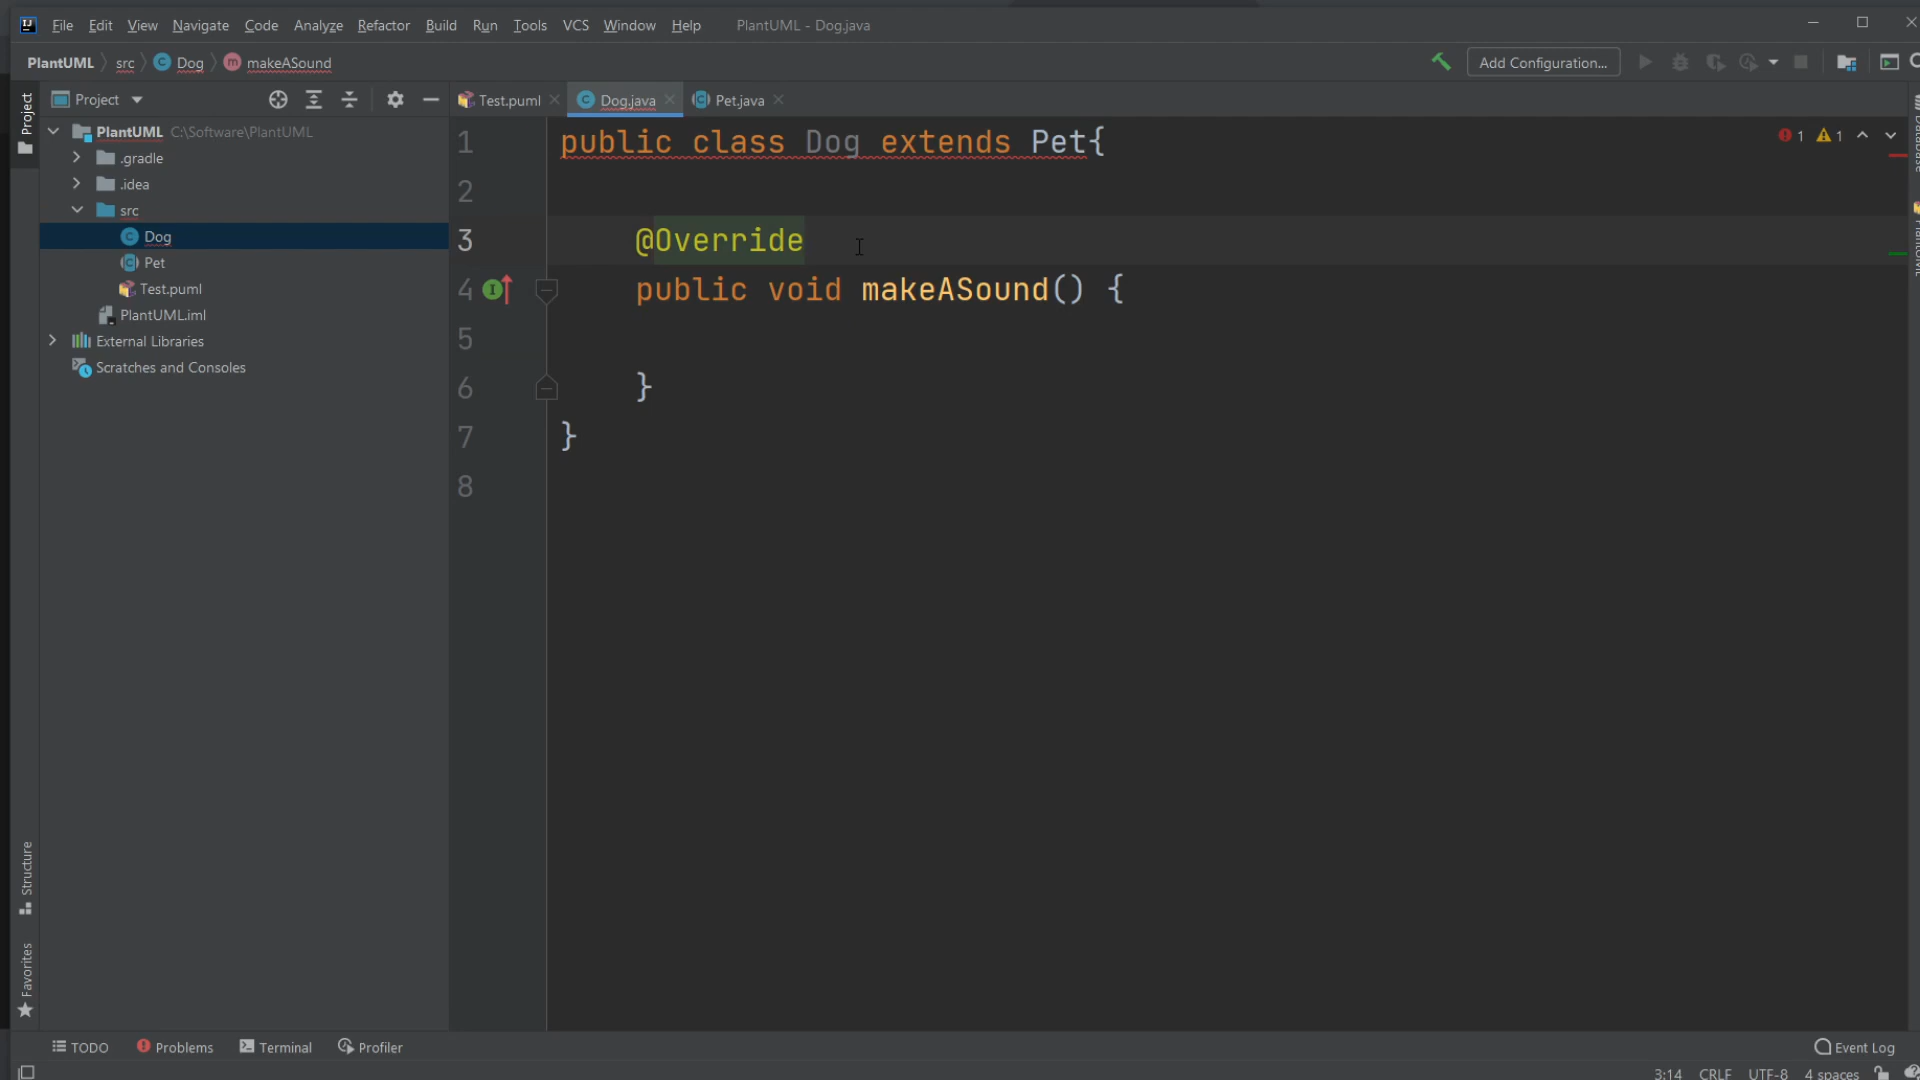 File Edit View Navigate Code Analyze Refactor Build Run Tools VCS Window Help PlantUML - Dog.java
PlantUML src Dog makeASound Add Configuration...
Project
Project
Test.puml Dog.java Pet.java
PlantUML C:\Software\PlantUML
.gradle
.idea
src
Dog
Pet
Test.puml
PlantUML.iml
External Libraries
Scratches and Consoles
1 public class Dog extends Pet{
1 1
2
3 @Override
4 public void makeASound() {
5
6 }
7 }
8
Database
PlantUML
Structure
Favorites
TODO Problems Terminal Profiler Event Log
3:14 CRLF UTF-8 4 spaces